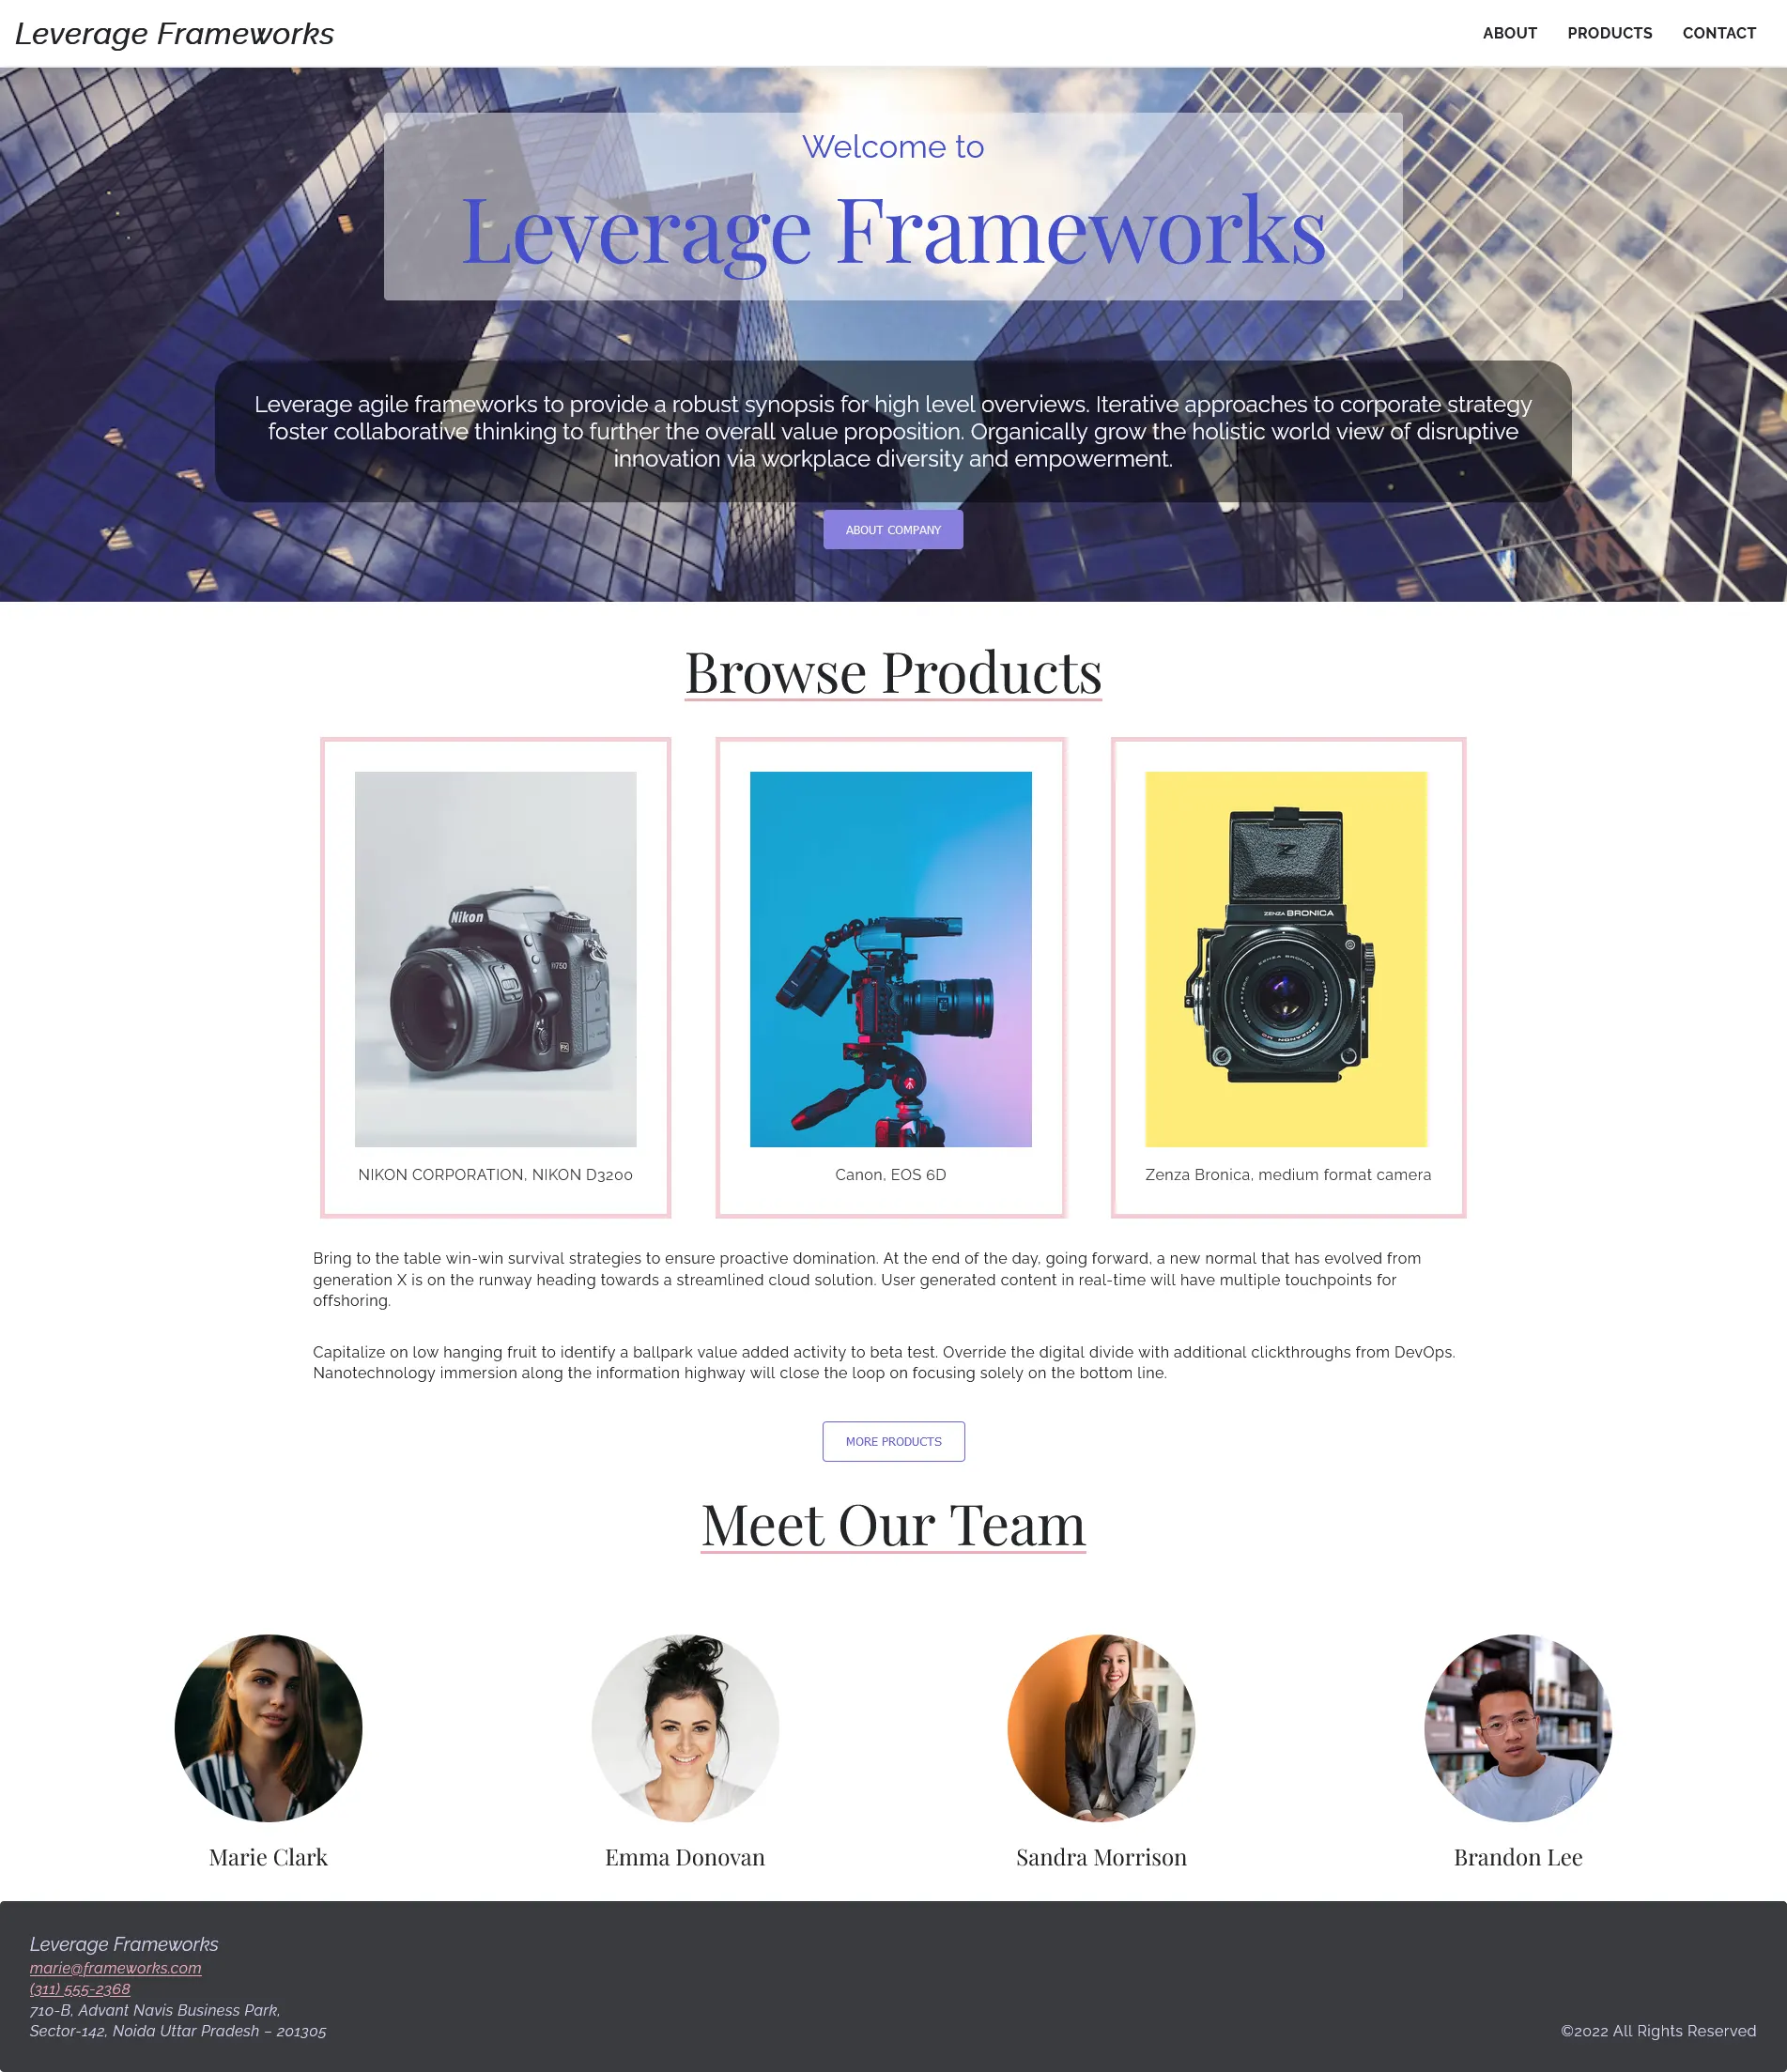 Leverage Frameworks
ABOUT PRODUCTS CONTACT
Welcome to
Leverage Frameworks
Leverage agile frameworks to provide a robust synopsis for high level overviews. Iterative approaches to corporate strategy
foster collaborative thinking to further the overall value proposition. Organically grow the holistic world view of disruptive
innovation via workplace diversity and empowerment.
ABOUT COMPANY
Browse Products
Nikon
D750
FX
Z
ZENZA BRONICA
ZENZA BRONICA
NIKON CORPORATION, NIKON D3200
Canon, EOS 6D
Zenza Bronica, medium format camera
Bring to the table win-win survival strategies to ensure proactive domination. At the end of the day, going forward, a new normal that has evolved from
generation X is on the runway heading towards a streamlined cloud solution. User generated content in real-time will have multiple touchpoints for
offshoring.
Capitalize on low hanging fruit to identify a ballpark value added activity to beta test. Override the digital divide with additional clickthroughs from DevOps.
Nanotechnology immersion along the information highway will close the loop on focusing solely on the bottom line.
MORE PRODUCTS
Meet Our Team
Marie Clark
Emma Donovan
Sandra Morrison
Brandon Lee
Leverage Frameworks
marie@frameworks.com
(311) 555-2368
710-B, Advant Navis Business Park,
Sector-142, Noida Uttar Pradesh – 201305
©2022 All Rights Reserved